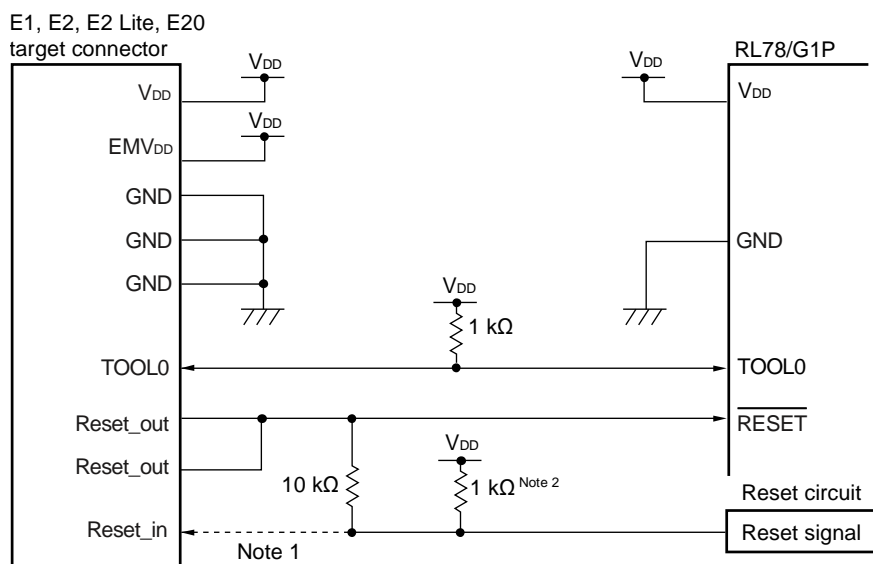 E1, E2, E2 Lite, E20
target connector
RL78/G1P
VDD
VDD
VDD
VDD
VDD
EMVDD
GND
GND
GND
GND
VDD
1 kΩ
TOOL0
TOOL0
Reset_out
RESET
Reset_out
VDD
10 kΩ
1 kΩ Note 2
Reset circuit
Reset_in
Note 1
Reset signal